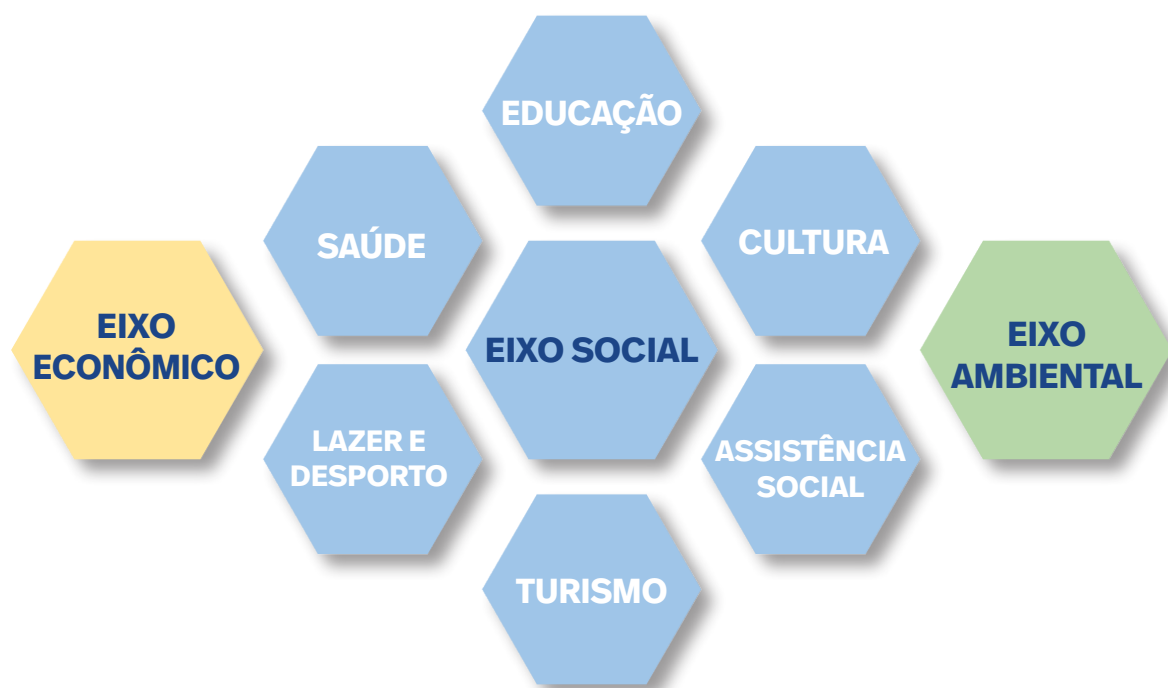 EDUCAÇÃO
SAÚDE
CULTURA
EIXO
ECONÔMICO
EIXO SOCIAL
EIXO
AMBIENTAL
LAZER E
DESPORTO
ASSISTÊNCIA
SOCIAL
TURISMO